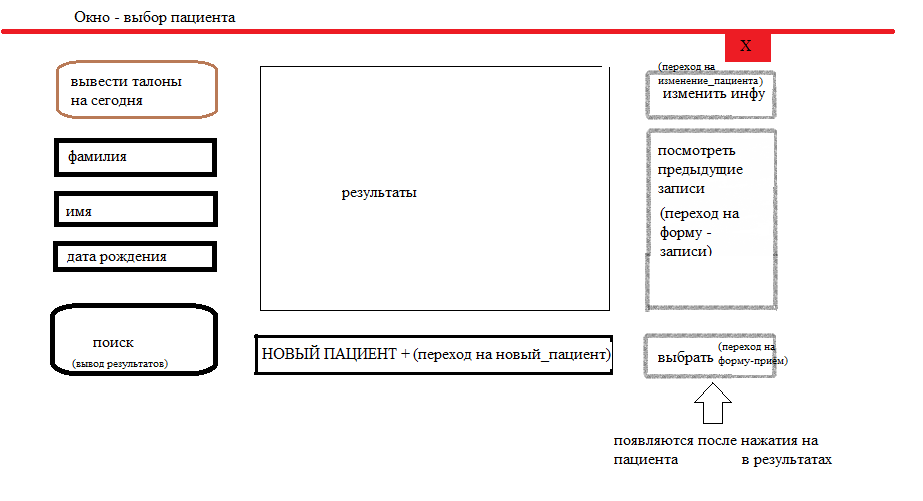 Окно - выбор пациента
X
вывести талоны
на сегодня
фамилия
имя
дата рождения
поиск
(вывод результатов)
результаты
НОВЫЙ ПАЦИЕНТ + (переход на новый_пациент)
(переход на
изменение_пациента)
изменить инфу
посмотреть
предыдущие
записи
(переход на
форму -
записи)
выбрать
(переход на
форму-приём)
появляются после нажатия на
пациента в результатах